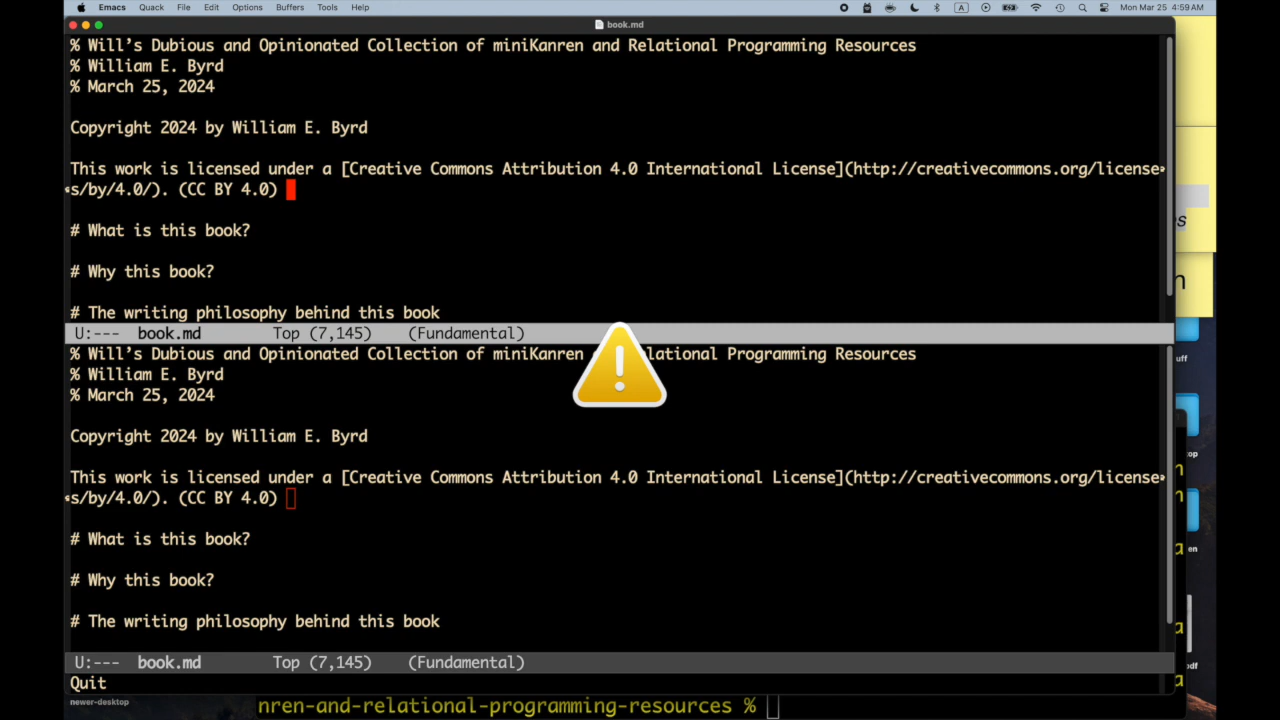 Emacs Quack File Edit Options Buffers Tools Help A Mon Mar 25 4:59 AM
book.md
% Will's Dubious and Opinionated Collection of miniKanren and Relational Programming Resources
% William E. Byrd
% March 25, 2024
Copyright 2024 by William E. Byrd
This work is licensed under a [Creative Commons Attribution 4.0 International License](http://creativecommons.org/license
s/by/4.0/). (CC BY 4.0)
# What is this book?
# Why this book?
# The writing philosophy behind this book
U:--- book.md Top (7,145) (Fundamental)
% Will's Dubious and Opinionated Collection of miniKanren lational Programming Resources
% William E. Byrd
% March 25, 2024
Copyright 2024 by William E. Byrd
This work is licensed under a [Creative Commons Attribution 4.0 International License](http://creativecommons.org/license
s/by/4.0/). (CC BY 4.0)
# What is this book?
# Why this book?
# The writing philosophy behind this book
U:--- book.md Top (7,145) (Fundamental)
Quit
newer-desktop
nren-and-relational-programming-resources %
s
n
uff
top
n
n
a en
a
pdf
a